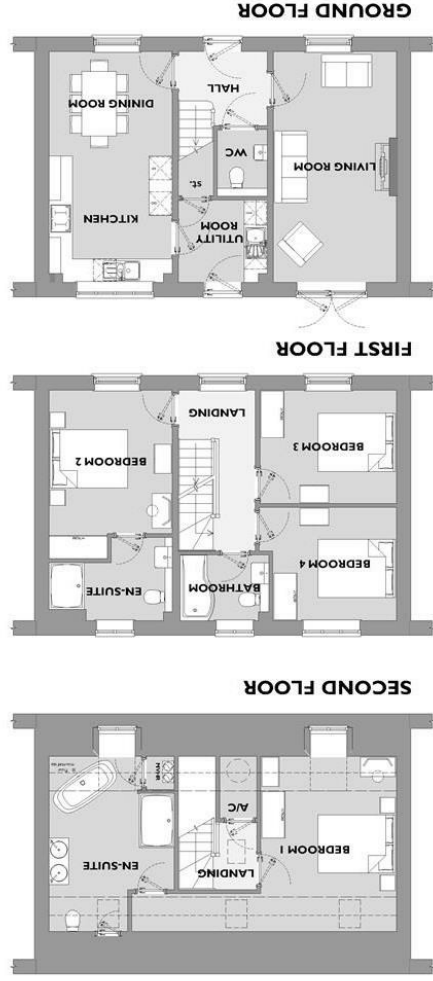 BEDROOM 1
LANDING
EN-SUITE
A/C
MVHR
SECOND FLOOR
BEDROOM 4
BATHROOM
EN-SUITE
BEDROOM 3
BEDROOM 2
LANDING
FIRST FLOOR
UTILITY
ROOM
KITCHEN
st.
LIVING ROOM
WC
HALL
DINING ROOM
GROUND FLOOR